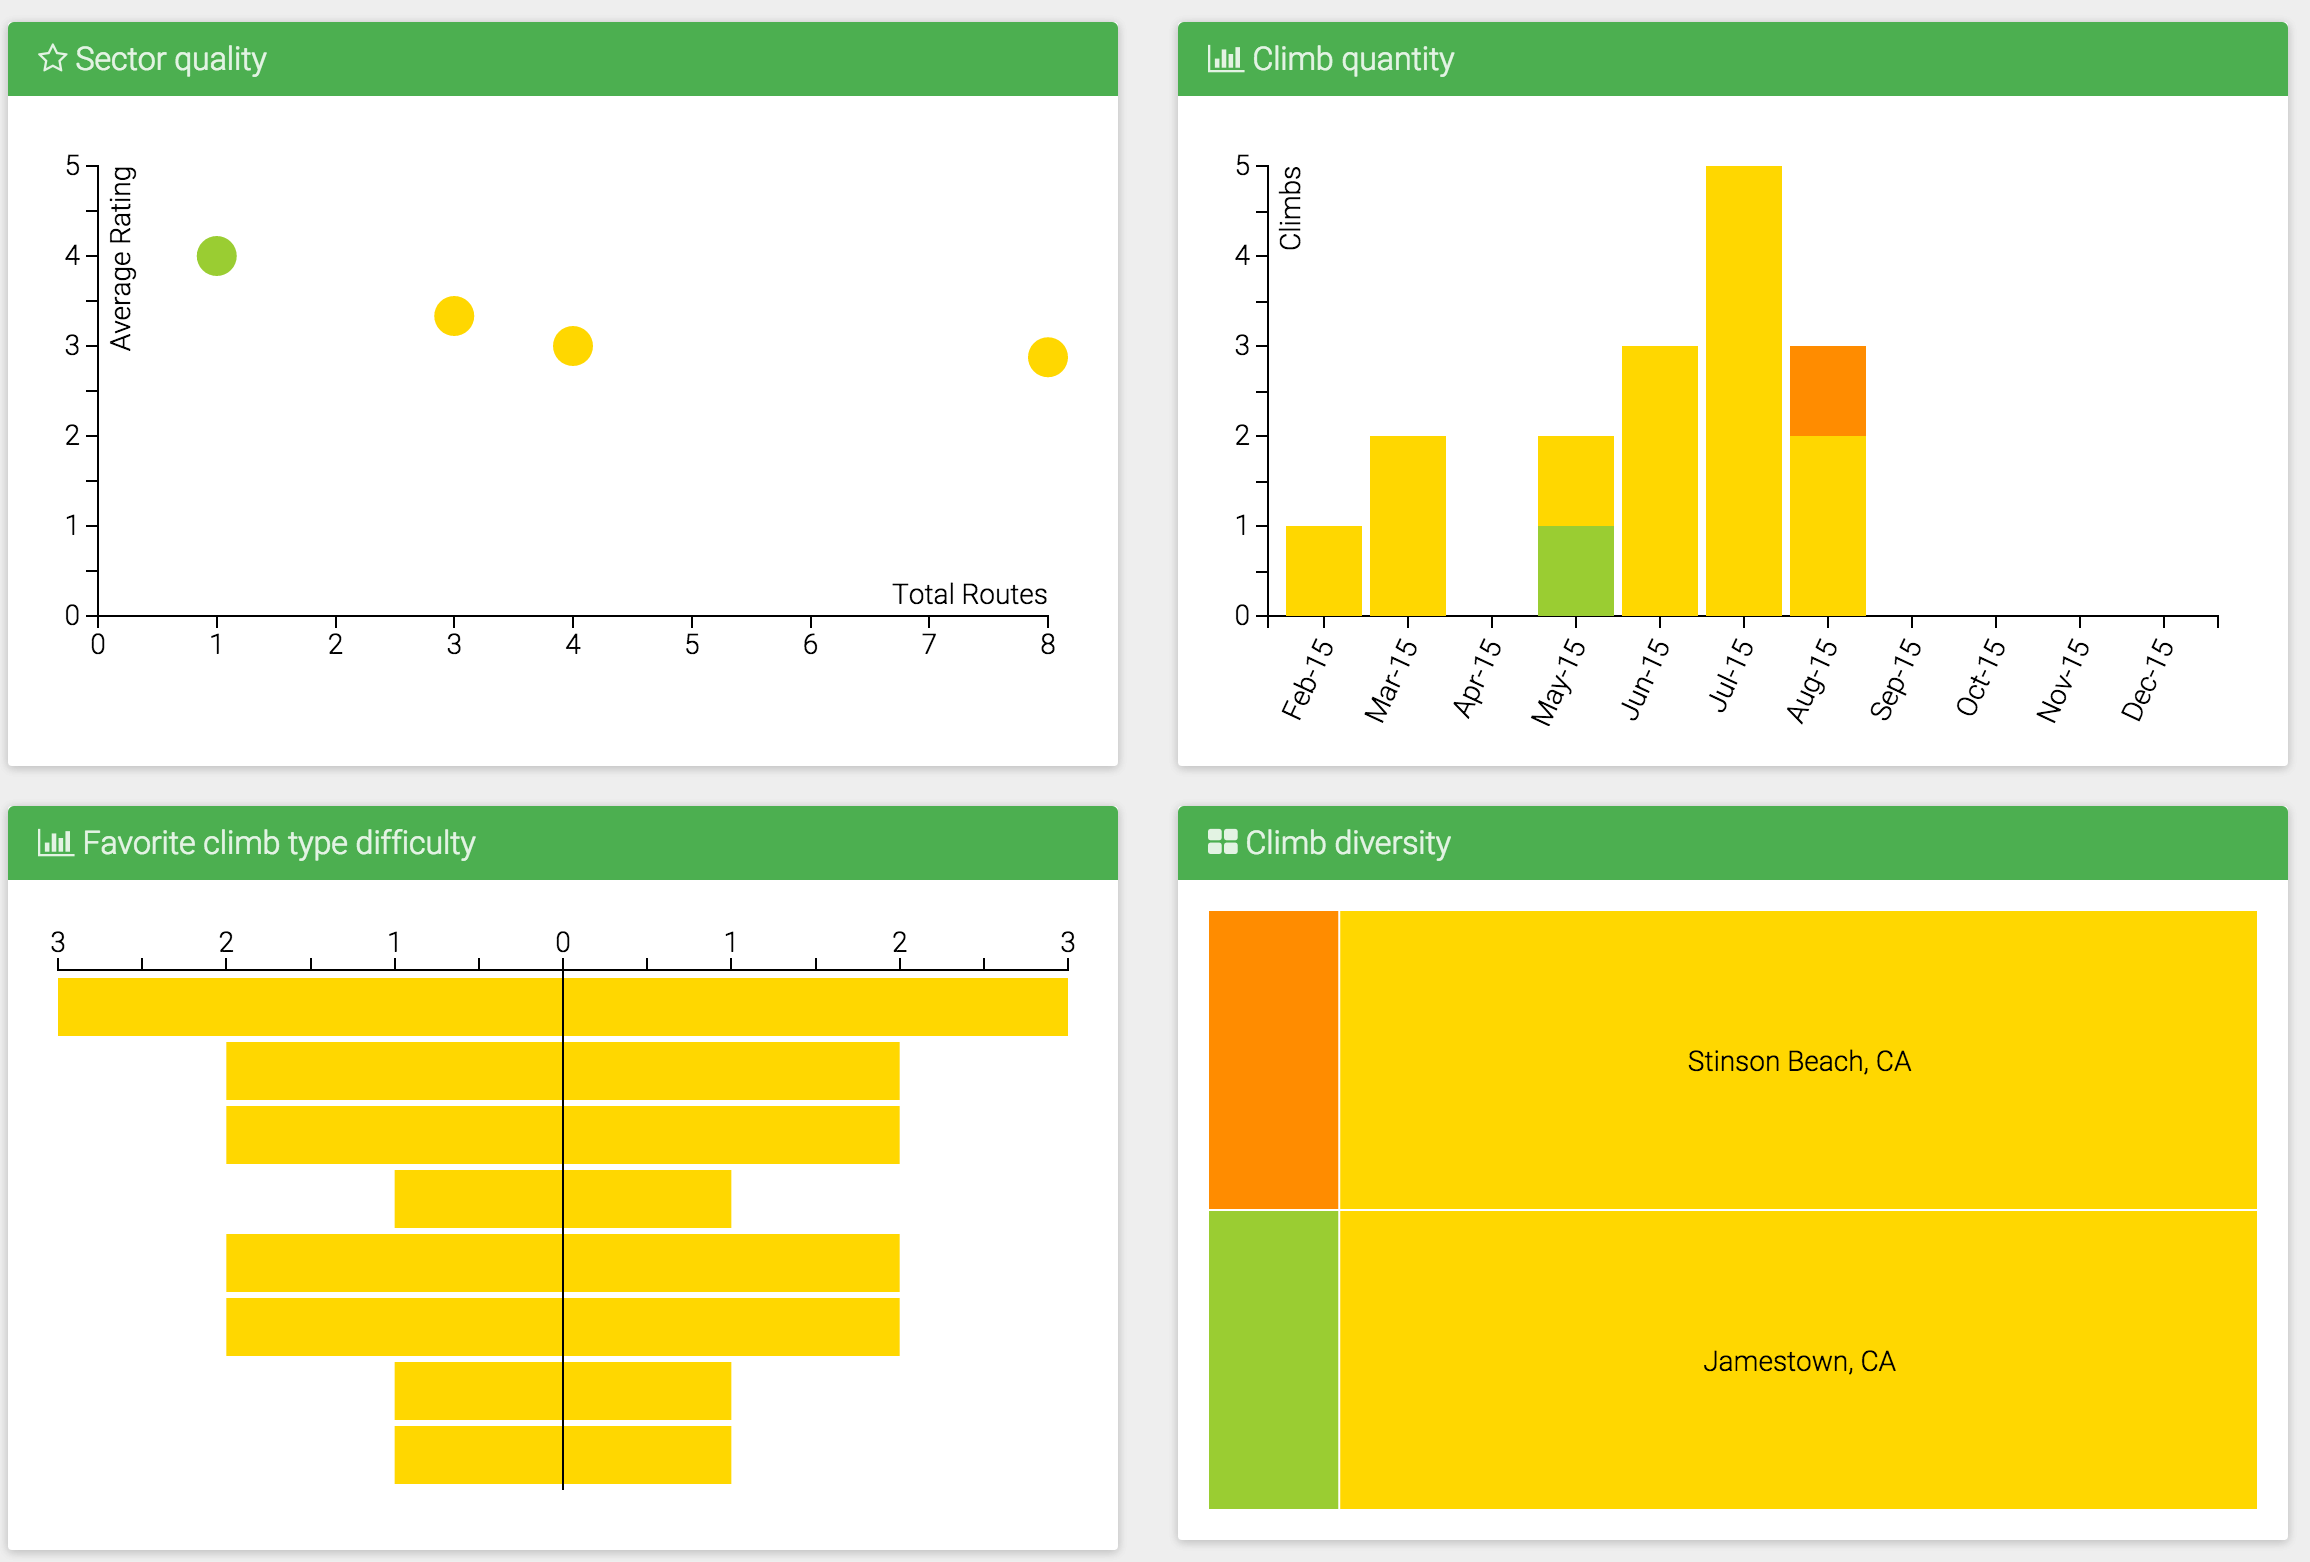 Sector quality
5
4
3
2
1
0
Average Rating
Total Routes
0 1 2 3 4 5 6 7 8
Climb quantity
5
4
3
2
1
0
Climbs
Feb-15 Mar-15 Apr-15 May-15 Jun-15 Jul-15 Aug-15 Sep-15 Oct-15 Nov-15 Dec-15
Favorite climb type difficulty
3 2 1 0 1 2 3
Climb diversity
Stinson Beach, CA
Jamestown, CA